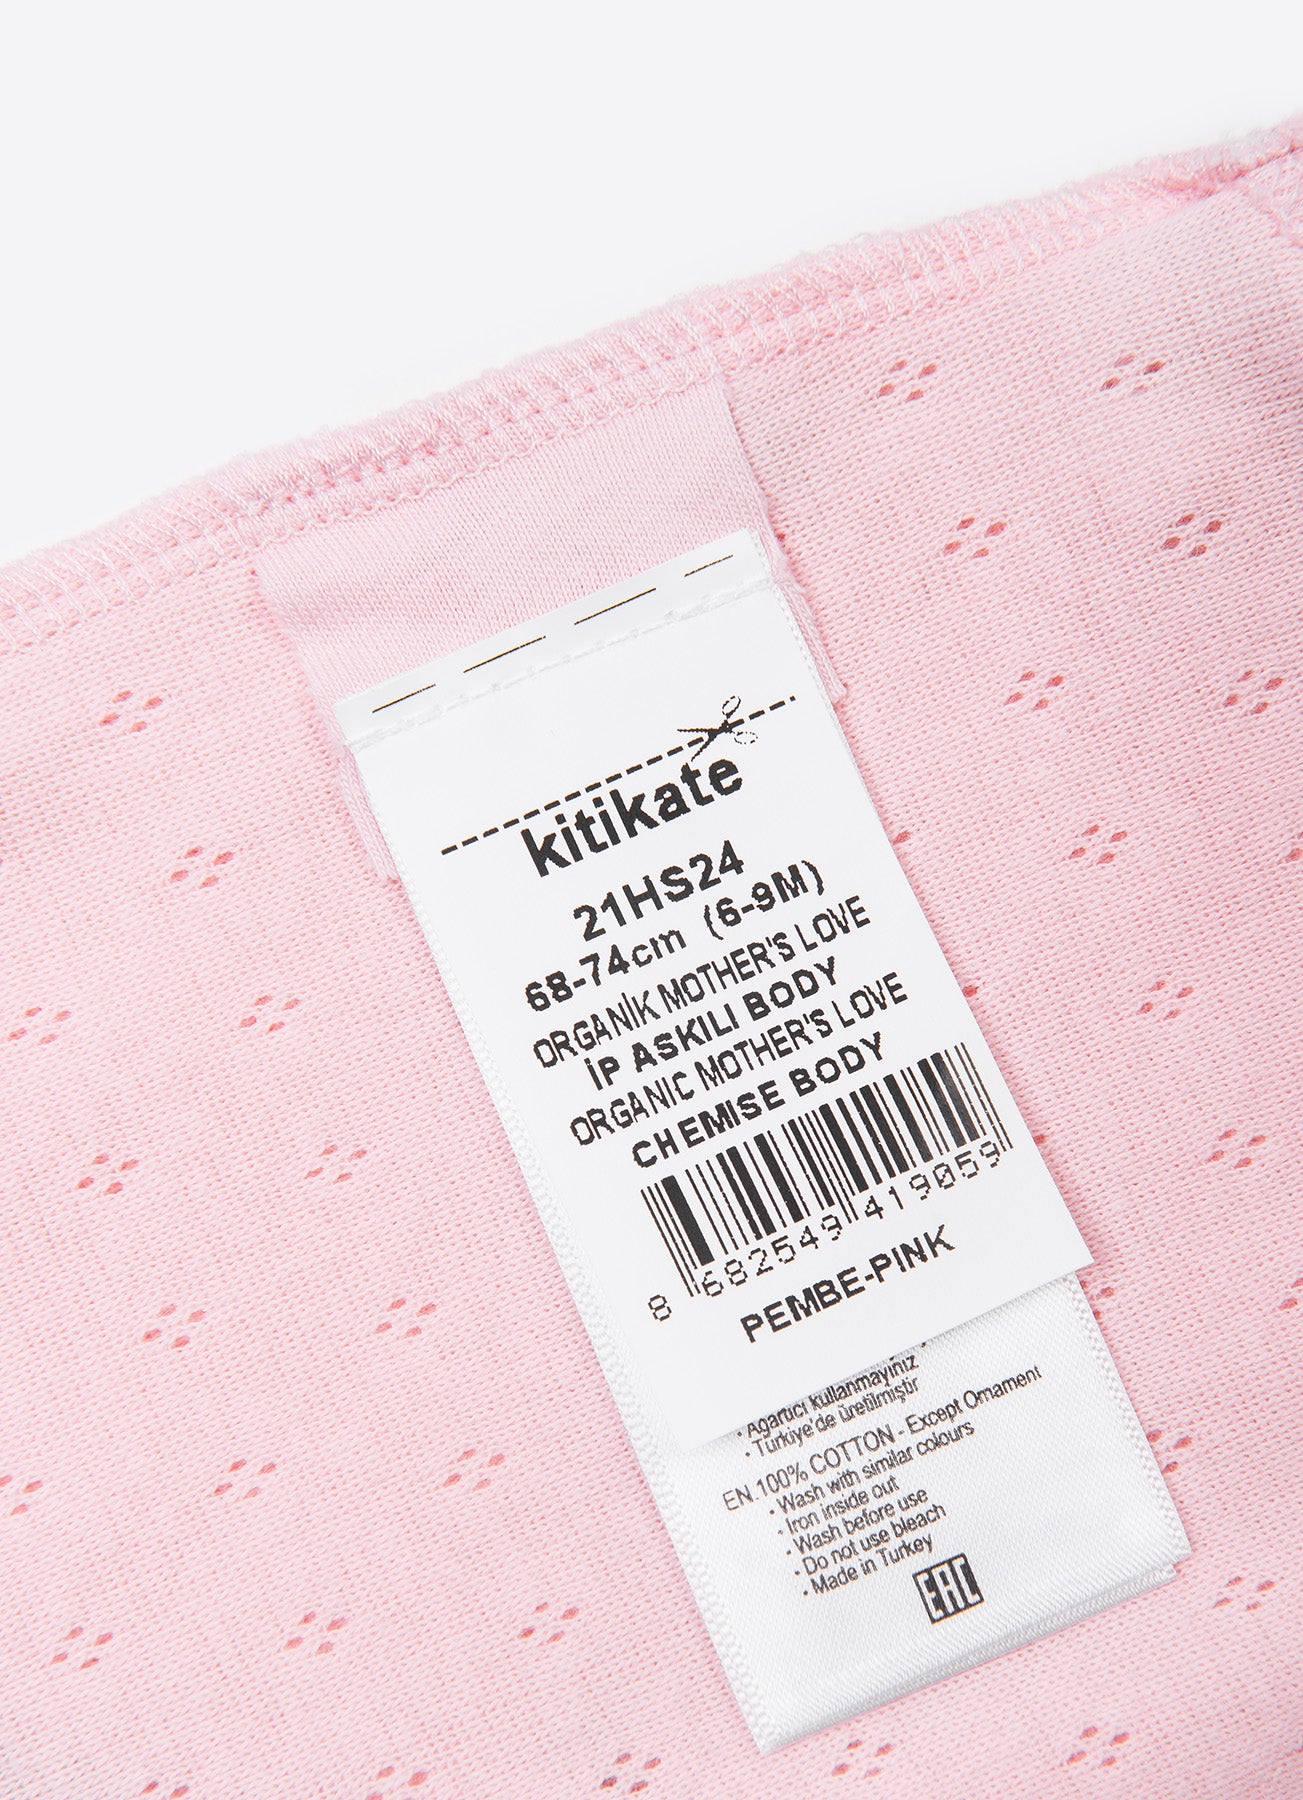 kitikate
21HS24
68-74cm (6-9M)
ORGANİK MOTHER'S LOVE
İP ASKILI BODY
ORGANIC MOTHER'S LOVE
CHEMISE BODY
8 682549 419059
PEMBE-PINK
• Ağartıcı kullanmayınız
• Türkiye'de üretilmiştir
EN.100% COTTON - Except Ornament
• Wash with similar colours
• Iron inside out
• Wash before use
• Do not use bleach
• Made in Turkey
EAC